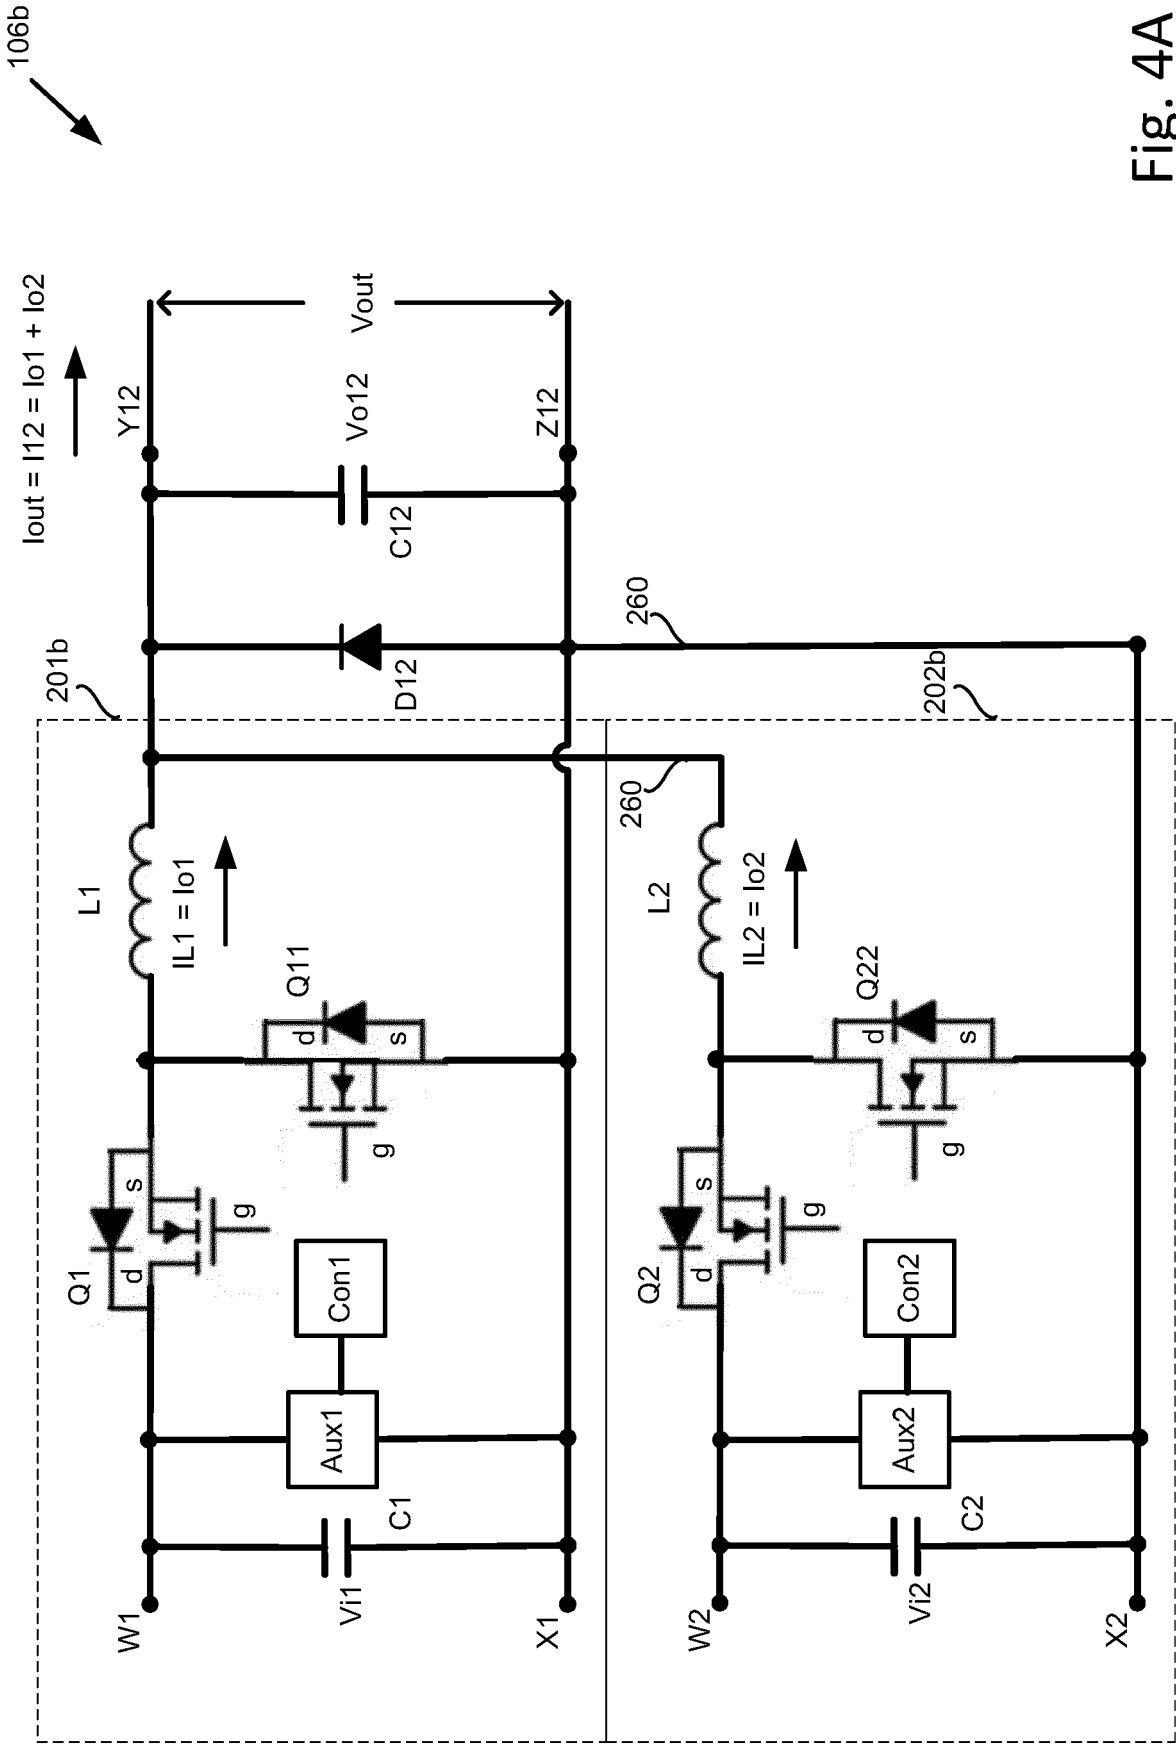 106b
Iout = I12 = Io1 + Io2
201b
Y12
Vout
Vo12
C12
Z12
D12
260
202b
L1
IL1 = Io1
260
Q11
d
s
g
Q1
d
s
g
Con1
Aux1
C1
W1
Vi1
X1
L2
IL2 = Io2
Q22
d
s
g
Q2
d
s
g
Con2
Aux2
C2
W2
Vi2
X2
Fig. 4A